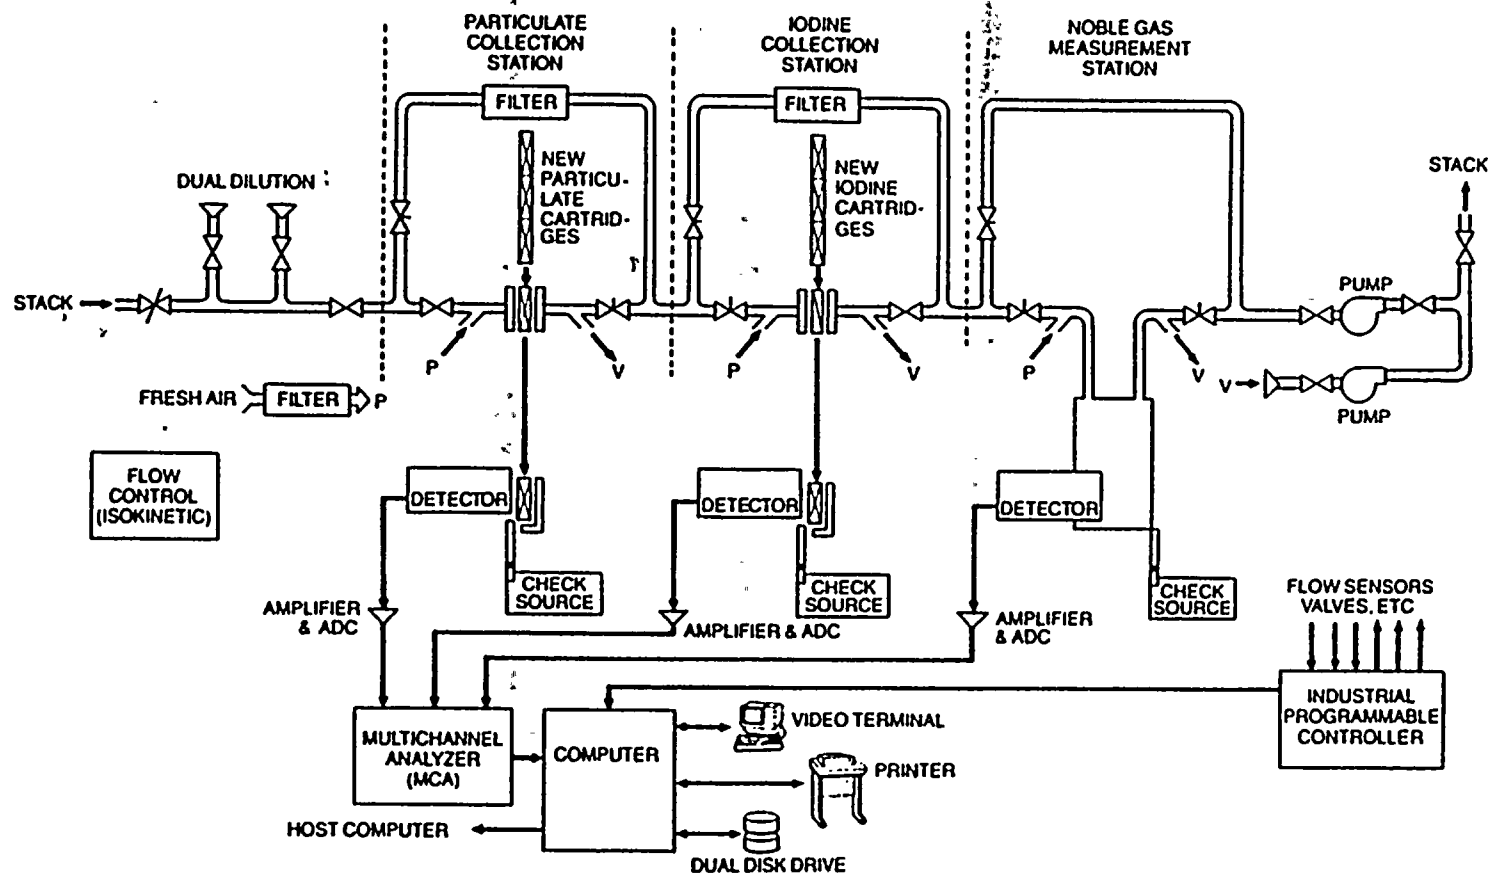 PARTICULATE
COLLECTION
STATION
IODINE
COLLECTION
STATION
NOBLE GAS
MEASUREMENT
STATION
FILTER
FILTER
NEW
PARTICU-
LATE
CARTRID-
GES
NEW
IODINE
CARTRID-
GES
DUAL DILUTION
STACK
STACK
PUMP
P
V
P
V
P
V
V
PUMP
FRESH AIR
FILTER
P
FLOW
CONTROL
(ISOKINETIC)
DETECTOR
DETECTOR
DETECTOR
CHECK
SOURCE
CHECK
SOURCE
CHECK
SOURCE
AMPLIFIER
& ADC
AMPLIFIER & ADC
AMPLIFIER
& ADC
FLOW SENSORS
VALVES, ETC
INDUSTRIAL
PROGRAMMABLE
CONTROLLER
MULTICHANNEL
ANALYZER
(MCA)
COMPUTER
VIDEO TERMINAL
PRINTER
HOST COMPUTER
DUAL DISK DRIVE